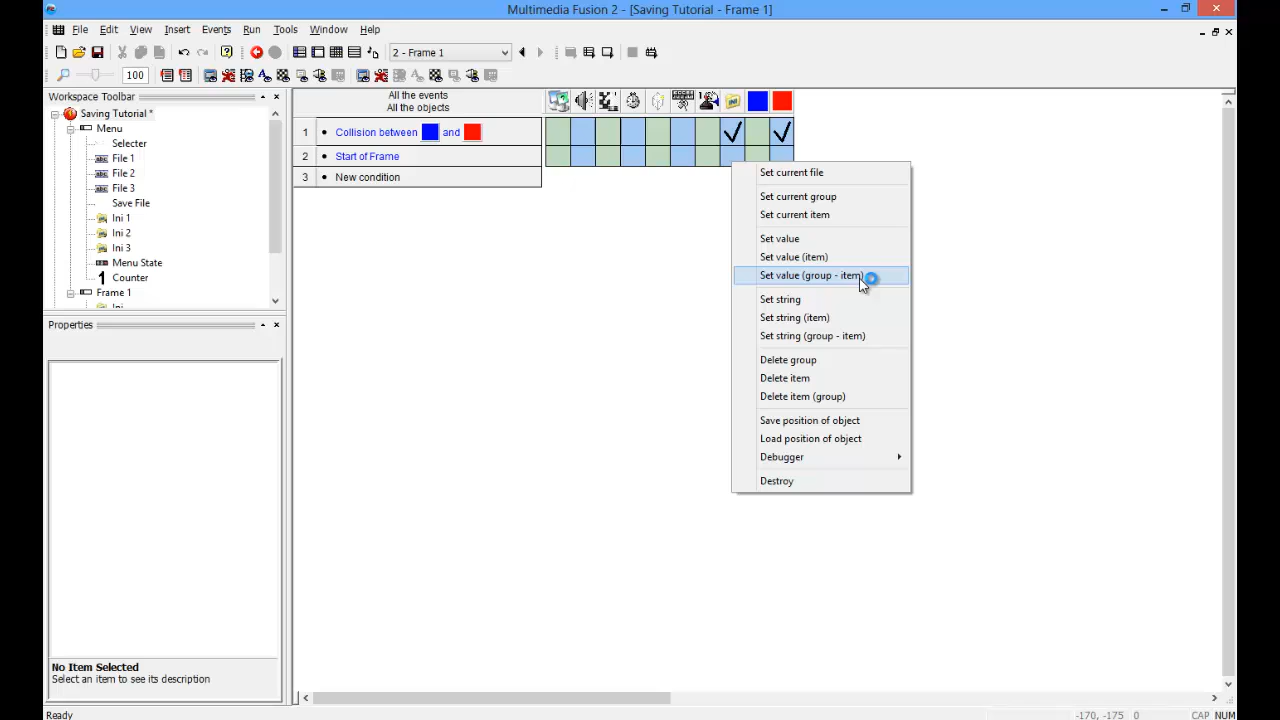 Multimedia Fusion 2 - [Saving Tutorial - Frame 1]
File Edit View Insert Events Run Tools Window Help
2 - Frame 1
100
Workspace Toolbar
Saving Tutorial *
Menu
Selecter
File 1
File 2
File 3
Save File
Ini 1
Ini 2
Ini 3
Menu State
Counter
Frame 1
Properties
No Item Selected
Select an item to see its description
All the events
All the objects
1 • Collision between and
2 • Start of Frame
3 • New condition
Set current file
Set current group
Set current item
Set value
Set value (item)
Set value (group - item)
Set string
Set string (item)
Set string (group - item)
Delete group
Delete item
Delete item (group)
Save position of object
Load position of object
Debugger
Destroy
Ready
-170, -175 0 CAP NUM